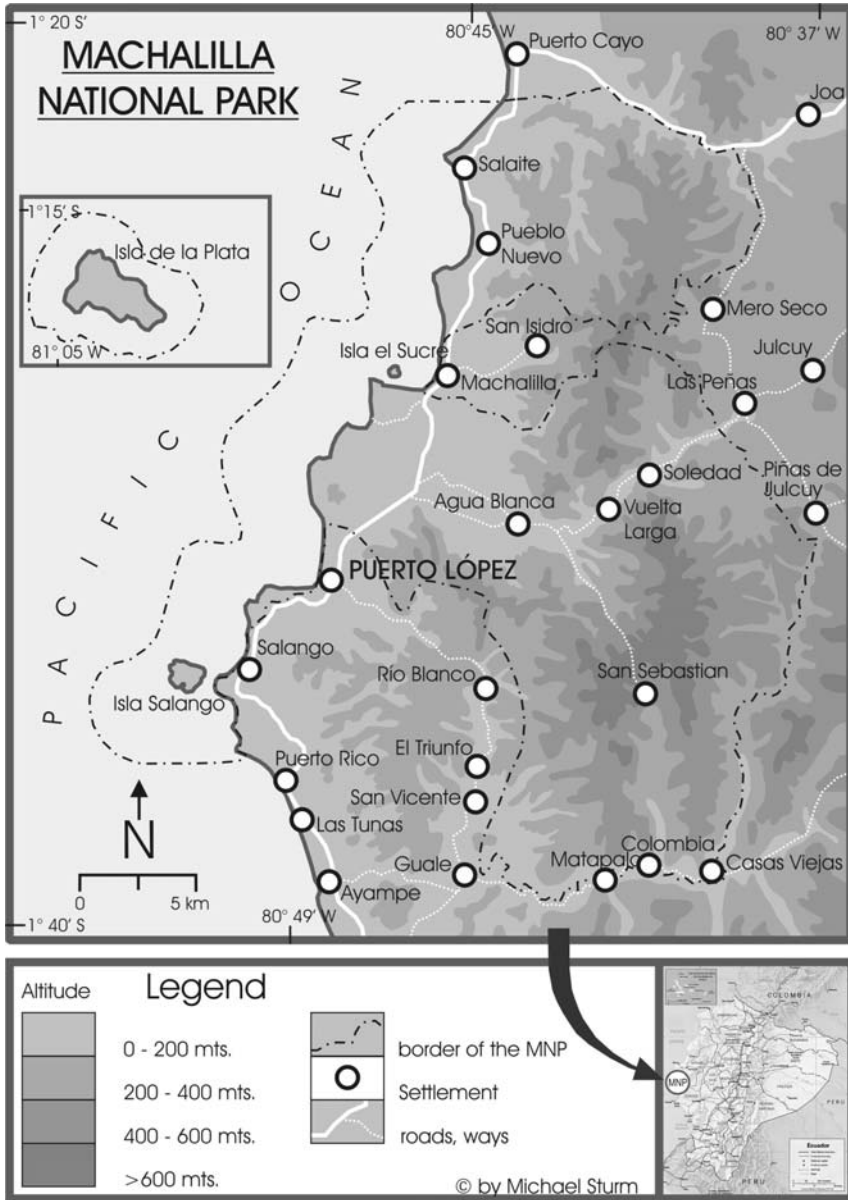 1° 20 S'
80°45' W
80° 37' W
MACHALILLA
NATIONAL PARK
Puerto Cayo
Joa
Salaite
1° 15' S
Isla de la Plata
81° 05 W
PACIFIC OCEAN
Pueblo
Nuevo
Mero Seco
San Isidro
Isla el Sucre
Machalilla
Julcuy
Las Peñas
Soledad
Piñas de
Julcuy
Agua Blanca
Vuelta
Larga
PUERTO LÓPEZ
Salango
Isla Salango
Río Blanco
San Sebastian
El Triunfo
Puerto Rico
San Vicente
Las Tunas
N
0 5 km
Guale
Colombia
Matapalo
Casas Viejas
Ayampe
80° 49' W
1° 40' S
Altitude
Legend
0 - 200 mts.
200 - 400 mts.
400 - 600 mts.
>600 mts.
border of the MNP
Settlement
roads, ways
© by Michael Sturm
COLOMBIA
MNP
PERU
PERU
Ecuador